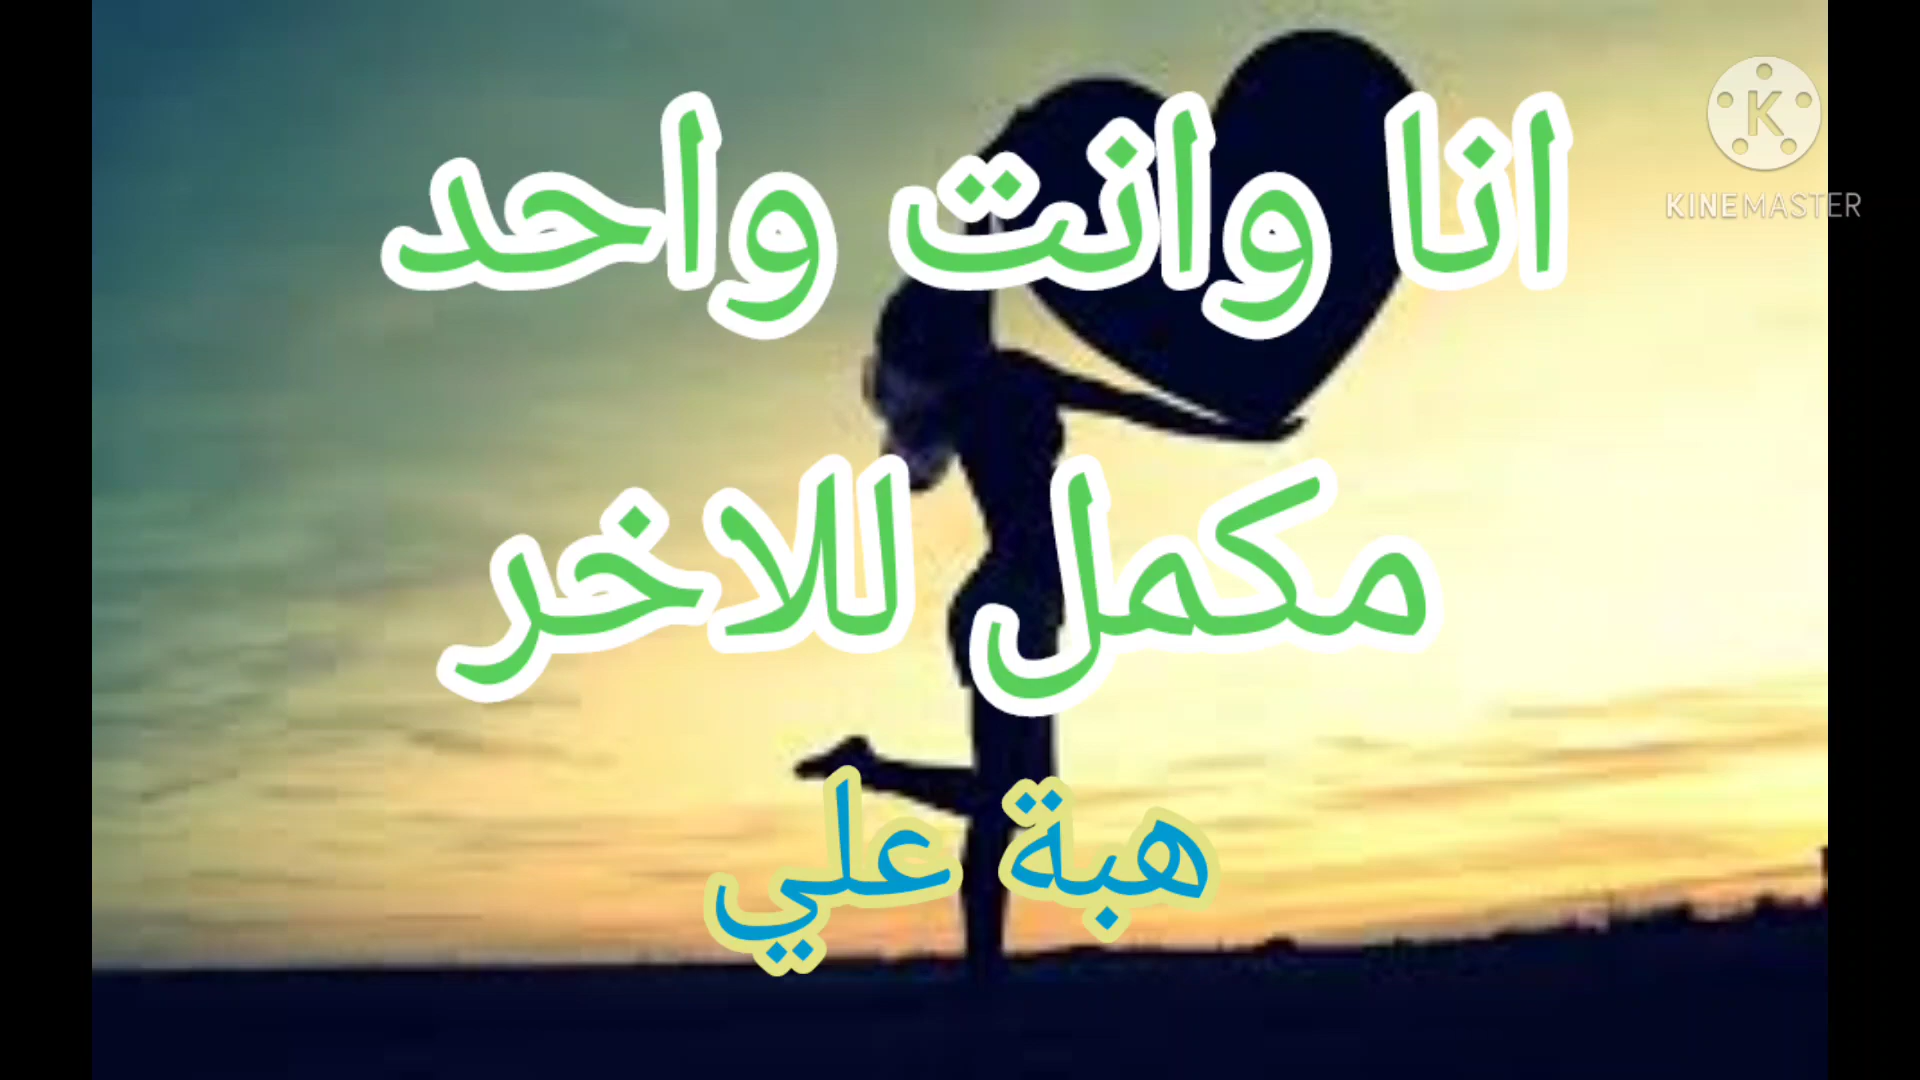 انا وانت واحد
مكمل للاخر
هبة علي
K
KINEMASTER